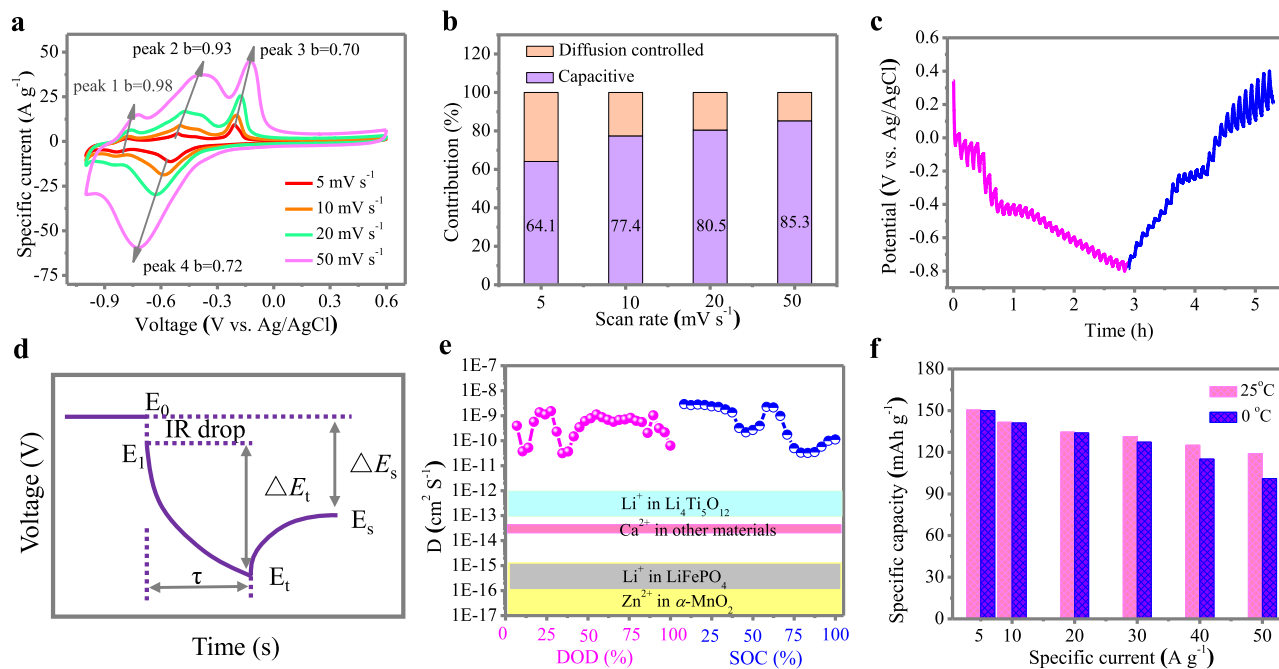 a
peak 2 b=0.93
peak 3 b=0.70
peak 1 b=0.98
peak 4 b=0.72
5 mV s⁻¹
10 mV s⁻¹
20 mV s⁻¹
50 mV s⁻¹
50
25
0
-25
-50
-75
Specific current (A g⁻¹)
-0.9 -0.6 -0.3 0.0 0.3 0.6
Voltage (V vs. Ag/AgCl)
b
Diffusion controlled
Capacitive
120
100
80
60
40
20
0
Contribution (%)
64.1 77.4 80.5 85.3
5 10 20 50
Scan rate (mV s⁻¹)
c
0.4
0.0
-0.4
-0.8
Potential (V vs. Ag/AgCl)
0 1 2 3 4 5
Time (h)
d
E₀
IR drop
E₁
△Eₜ
△Eₛ
Eₛ
Eₜ
τ
Voltage (V)
Time (s)
e
1E-7
1E-8
1E-9
1E-10
1E-11
1E-12
1E-13
1E-14
1E-15
1E-16
1E-17
D (cm² S⁻¹)
Li⁺ in Li₄Ti₅O₁₂
Ca²⁺ in other materials
Li⁺ in LiFePO₄
Zn²⁺ in α-MnO₂
0 25 50 75 100 25 50 75 100
DOD (%) SOC (%)
f
25°C
0 °C
180
150
120
90
60
30
0
Specific capacity (mAh g⁻¹)
5 10 20 30 40 50
Specific current (A g⁻¹)